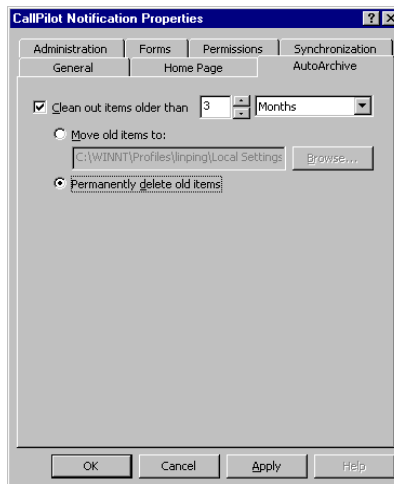 CallPilot Notification Properties
Administration Forms Permissions Synchronization
General Home Page AutoArchive
Clean out items older than 3 Months
Move old items to:
C:\WINNT\Profiles\linping\Local Settings Browse...
Permanently delete old items
OK Cancel Apply Help